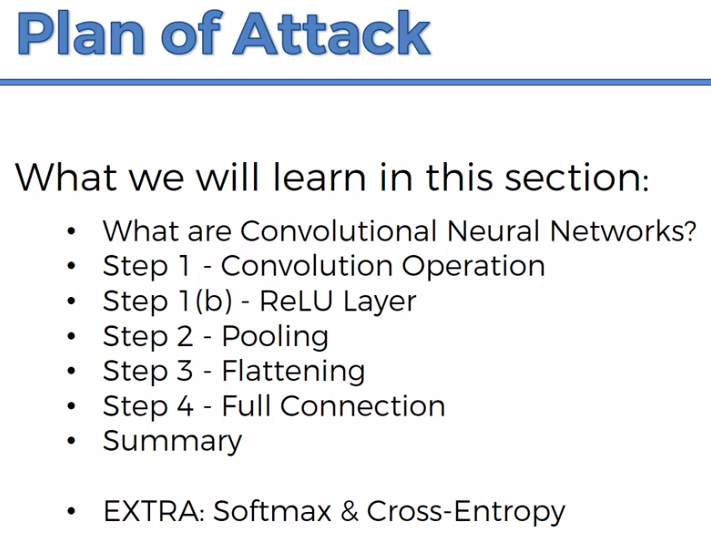 Plan of Attack
What we will learn in this section:
• What are Convolutional Neural Networks?
• Step 1 - Convolution Operation
• Step 1(b) - ReLU Layer
• Step 2 - Pooling
• Step 3 - Flattening
• Step 4 - Full Connection
• Summary
• EXTRA: Softmax & Cross-Entropy